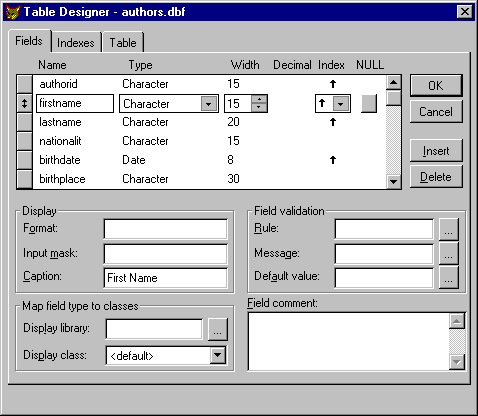 Table Designer - authors.dbf
Fields Indexes Table
Name Type Width Decimal Index NULL
authorid Character 15 ↑
firstname Character 15 ↑
lastname Character 20 ↑
nationalit Character 15
birthdate Date 8 ↑
birthplace Character 30
OK
Cancel
Insert
Delete
Display
Format:
Input mask:
Caption: First Name
Field validation
Rule: ...
Message: ...
Default value: ...
Map field type to classes
Display library: ...
Display class: <default>
Field comment: